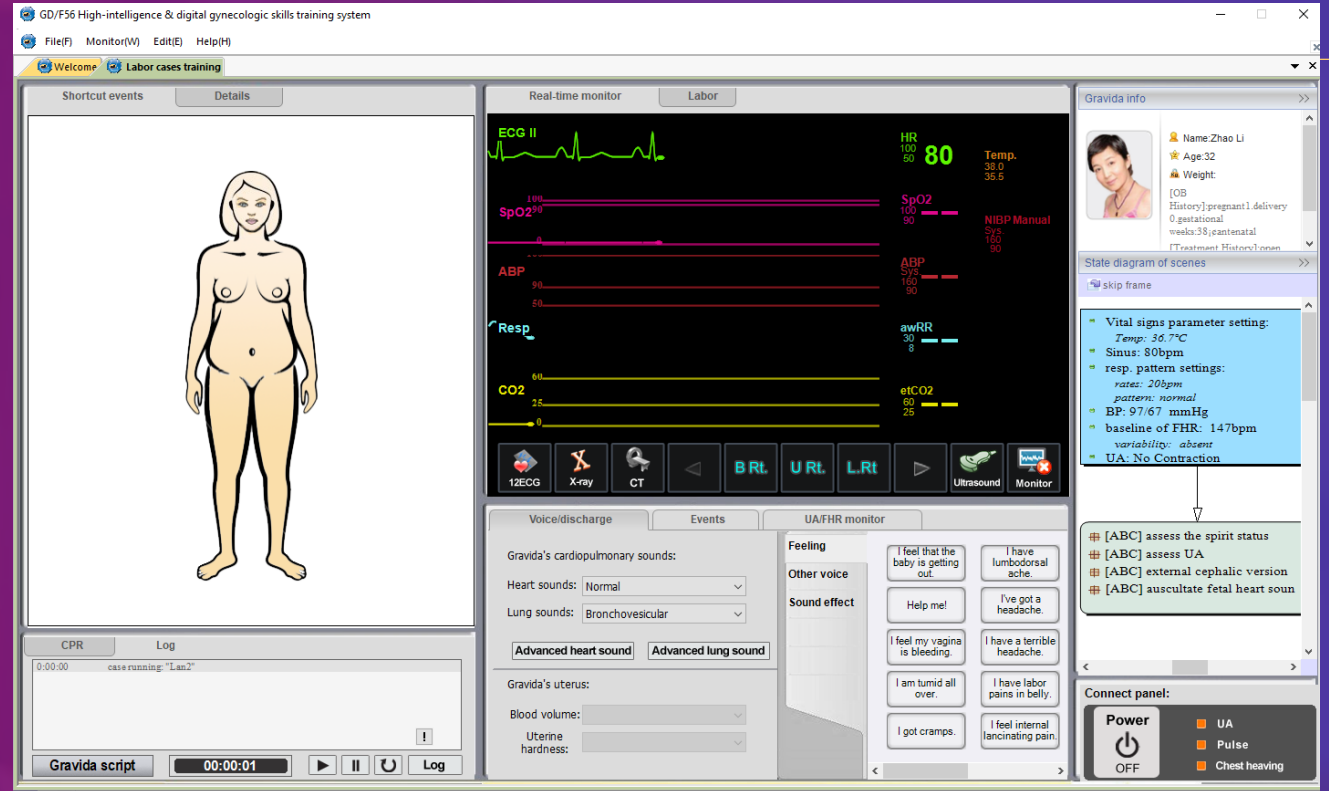 GD/F56 High-intelligence & digital gynecologic skills training system
File(F) Monitor(W) Edit(E) Help(H)
Welcome Labor cases training
Shortcut events Details
Real-time monitor Labor
ECG II
HR
100
50
80
Temp.
38.0
35.5
SpO2
100
90
0
SpO2
100
90
NIBP Manual
Sys
160
90
ABP
90
50
ABP
Sys
160
90
Resp
awRR
30
8
CO2
60
25
0
etCO2
60
25
12ECG X-ray CT B Rt. U Rt. L.Rt Ultrasound Monitor
Voice/discharge Events UA/FHR monitor
Gravida's cardiopulmonary sounds:
Heart sounds: Normal
Lung sounds: Bronchovesicular
Advanced heart sound Advanced lung sound
Gravida's uterus:
Blood volume:
Uterine
hardness:
Feeling
Other voice
Sound effect
I feel that the
baby is getting
out.
I have
lumbodorsal
ache.
Help me!
I've got a
headache.
I feel my vagina
is bleeding.
I have a terrible
headache.
I am tumid all
over.
I have labor
pains in belly.
I got cramps.
I feel internal
lancinating pain.
CPR Log
0:00:00 case running: "Lan2"
!
Gravida script 00:00:01 Log
Gravida info
Name:Zhao Li
Age:32
Weight:
[OB
History]:pregnant1.delivery
0.gestational
weeks:38;antenatal
[Treatment History]:open
State diagram of scenes
skip frame
Vital signs parameter setting:
Temp: 36.7℃
Sinus: 80bpm
resp. pattern settings:
rates: 20bpm
pattern: normal
BP: 97/67 mmHg
baseline of FHR: 147bpm
variability: absent
UA: No Contraction
[ABC] assess the spirit status
[ABC] assess UA
[ABC] external cephalic version
[ABC] auscultate fetal heart soun
Connect panel:
Power
OFF
UA
Pulse
Chest heaving